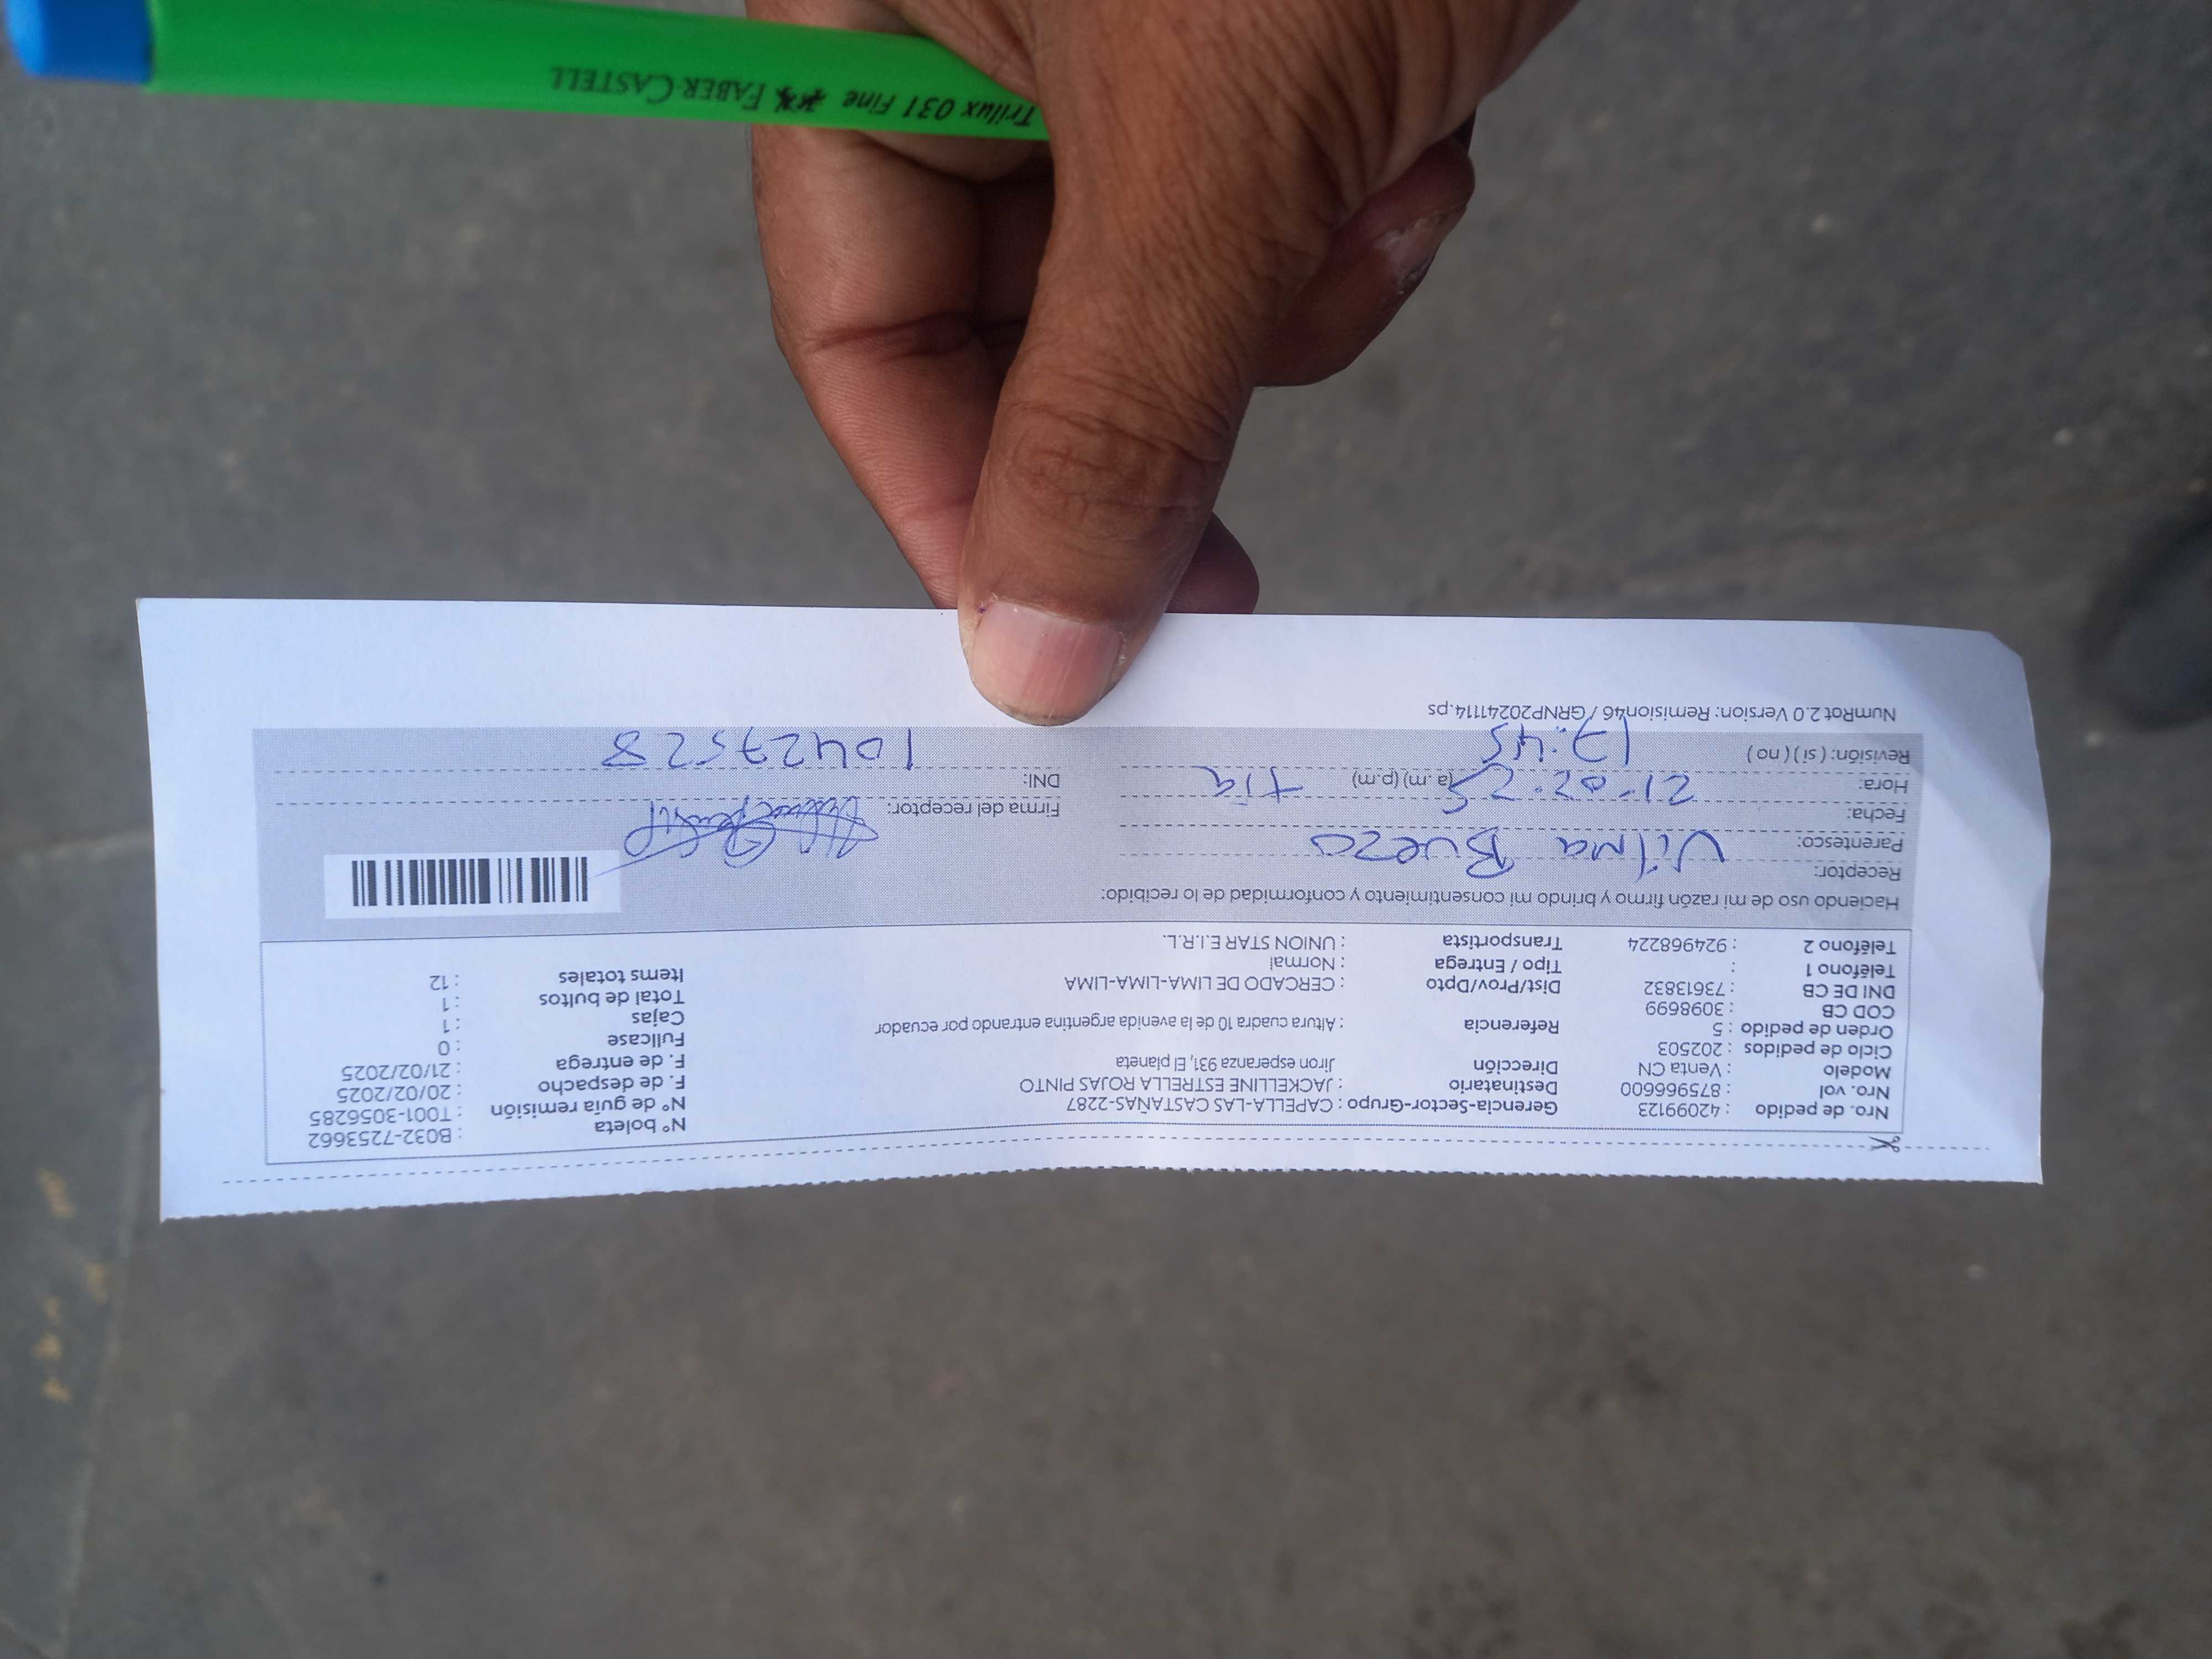 Trilux 031 Fine FABER-CASTELL
Nro. de pedido : 42099123
Nro. vol : 875966600
Modelo : Venta CN
Ciclo de pedidos : 202503
Orden de pedido : 5
COD CB : 3098699
DNI DE CB : 73613832
Teléfono 1 :
Teléfono 2 : 924968224
Gerencia-Sector-Grupo : CAPELLA-LAS CASTAÑAS-2287
Destinatario : JACKELLINE ESTRELLA ROJAS PINTO
Dirección Jiron esperanza 931, El planeta
Referencia : Altura cuadra 10 de la avenida argentina entrando por ecuador
Dist/Prov/Dpto : CERCADO DE LIMA-LIMA-LIMA
Tipo / Entrega : Normal
Transportista : UNION STAR E.I.R.L.
N° boleta : B032-7253662
N° de guía remisión : T001-3056285
F. de despacho : 20/02/2025
F. de entrega : 21/02/2025
Fullcase : 0
Cajas : 1
Total de bultos : 1
Items totales : 12
Haciendo uso de mi razón firmo y brindo mi consentimiento y conformidad de lo recibido:
Receptor: Vilma Buezo
Parentesco:
Fecha: 21-02-25 tia
Hora: (a.m) (p.m)
Revisión: ( si ) ( no ) 17:45
Firma del receptor:
DNI: 10427528
NumRot 2.0 Version: Remision46 / GRNP20241114.ps